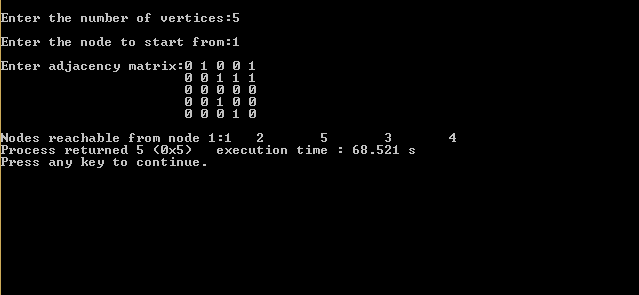 Enter the number of vertices:5
Enter the node to start from:1
Enter adjacency matrix:0 1 0 0 1
0 0 1 1 1
0 0 0 0 0
0 0 1 0 0
0 0 0 1 0
Nodes reachable from node 1:1 2 5 3 4
Process returned 5 (0x5) execution time : 68.521 s
Press any key to continue.